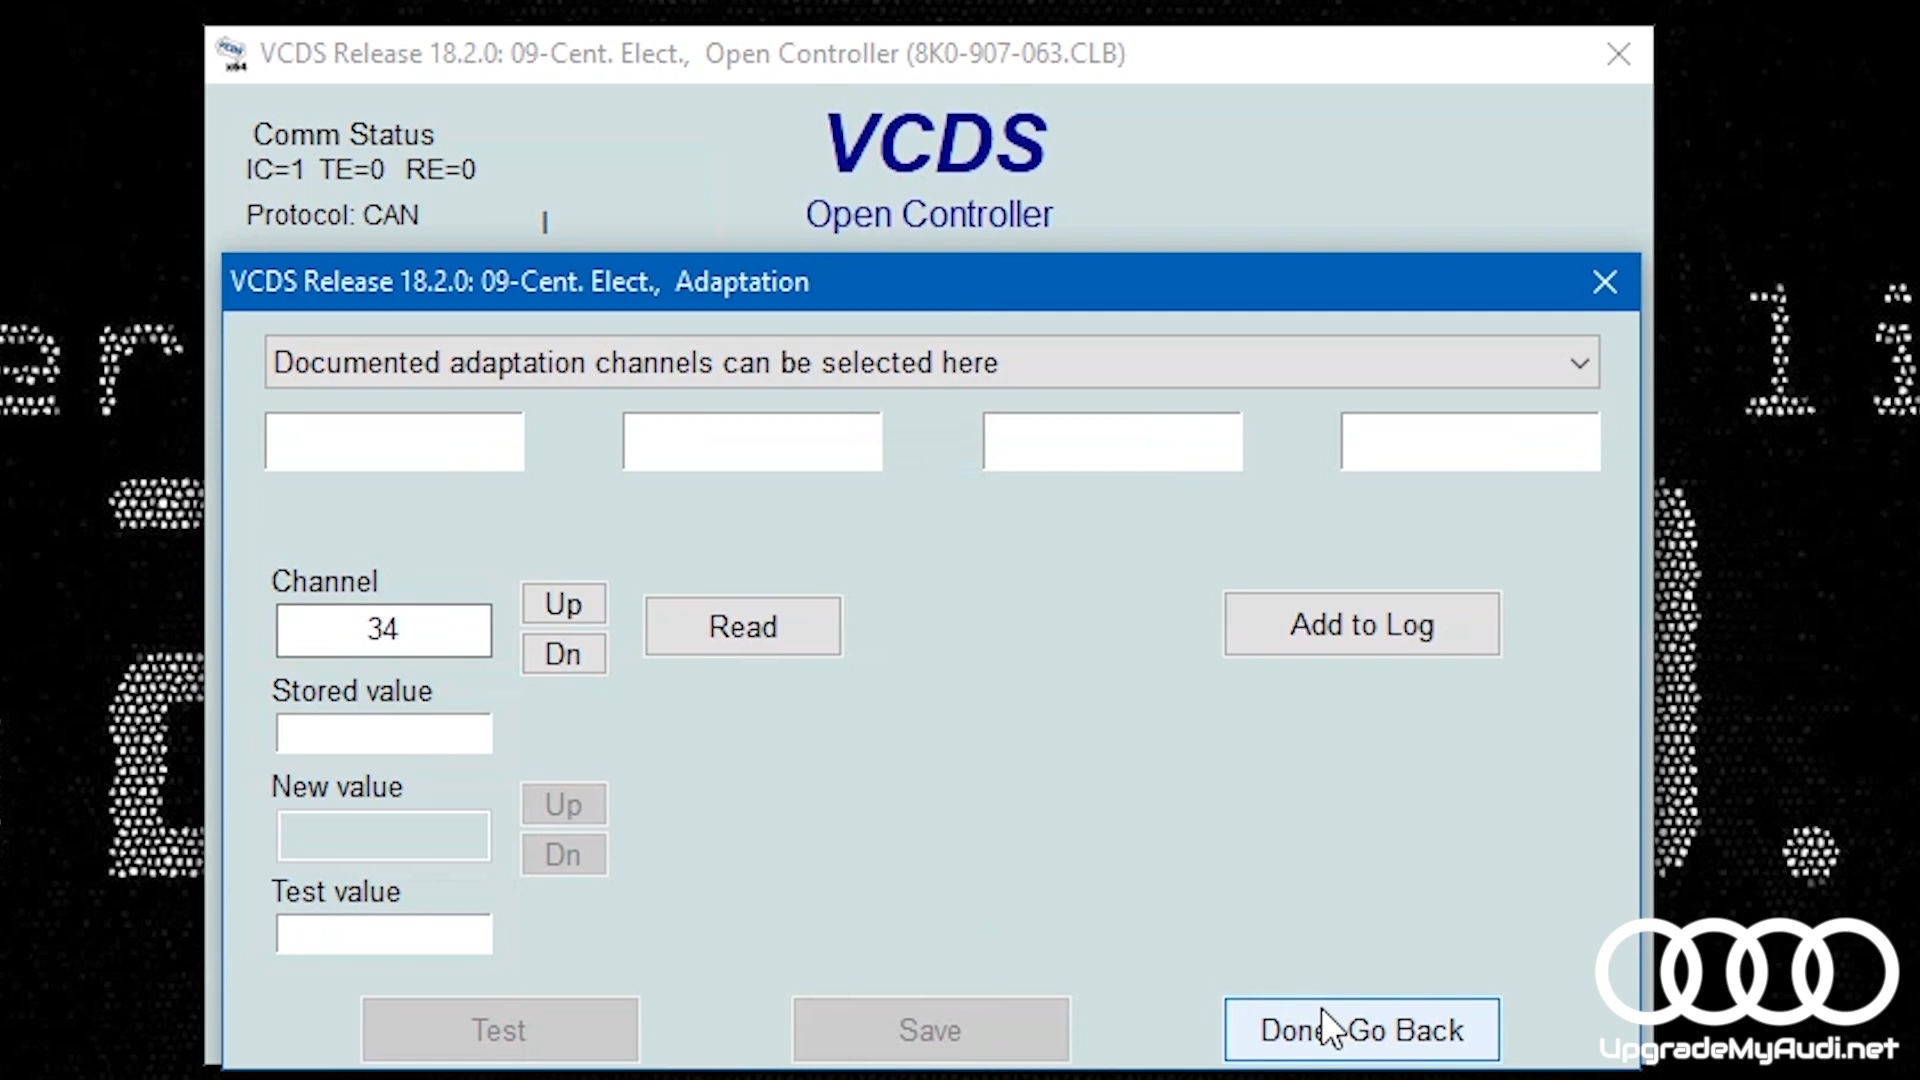 VCDS Release 18.2.0: 09-Cent. Elect.,  Open Controller (8K0-907-063.CLB)
Comm Status
IC=1  TE=0   RE=0
Protocol: CAN
VCDS
Open Controller
VCDS Release 18.2.0: 09-Cent. Elect.,  Adaptation
Documented adaptation channels can be selected here
Channel
34
Up
Dn
Read
Add to Log
Stored value
New value
Up
Dn
Test value
Test
Save
Done, Go Back
UpgradeMyAudi.net
er
li